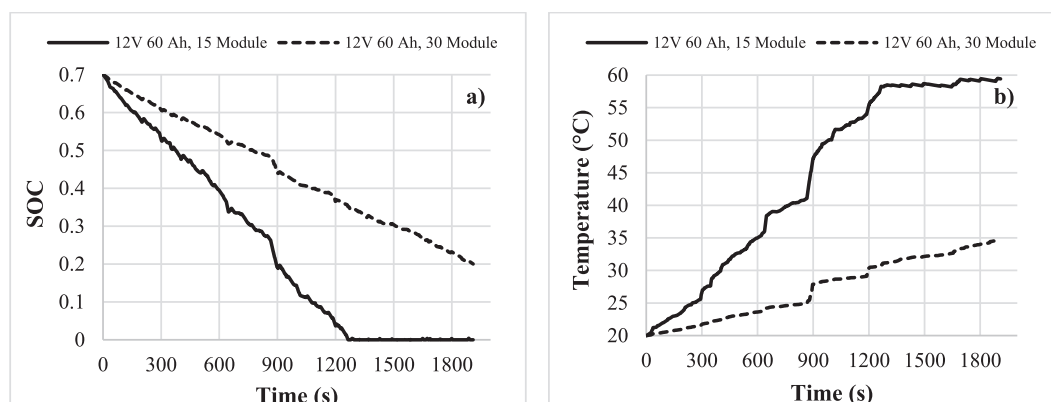 12V 60 Ah, 15 Module 12V 60 Ah, 30 Module
a)
SOC
0.7
0.6
0.5
0.4
0.3
0.2
0.1
0
0 300 600 900 1200 1500 1800
Time (s)
12V 60 Ah, 15 Module 12V 60 Ah, 30 Module
b)
Temperature (°C)
60
55
50
45
40
35
30
25
20
0 300 600 900 1200 1500 1800
Time (s)